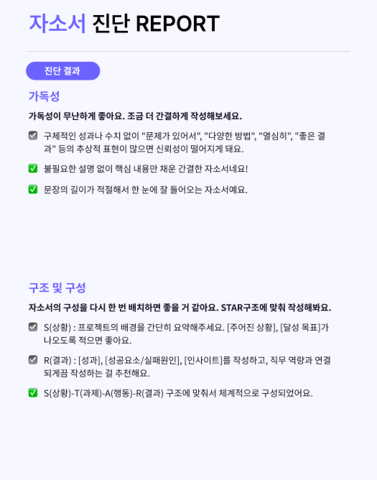 자소서 진단 REPORT
진단 결과
가독성
가독성이 무난하게 좋아요. 조금 더 간결하게 작성해보세요.
구체적인 성과나 수치 없이 "문제가 있어서", "다양한 방법", "열심히", "좋은 결
과" 등의 추상적 표현이 많으면 신뢰성이 떨어지게 돼요.
불필요한 설명 없이 핵심 내용만 채운 간결한 자소서네요!
문장의 길이가 적절해서 한 눈에 잘 들어오는 자소서예요.
구조 및 구성
자소서의 구성을 다시 한 번 배치하면 좋을 거 같아요. STAR구조에 맞춰 작성해봐요.
S(상황) : 프로젝트의 배경을 간단히 요약해주세요. [주어진 상황], [달성 목표]가
나오도록 적으면 좋아요.
R(결과) : [성과], [성공요소/실패원인], [인사이트]를 작성하고, 직무 역량과 연결
되게끔 작성하는 걸 추천해요.
S(상황)-T(과제)-A(행동)-R(결과) 구조에 맞춰서 체계적으로 구성되었어요.